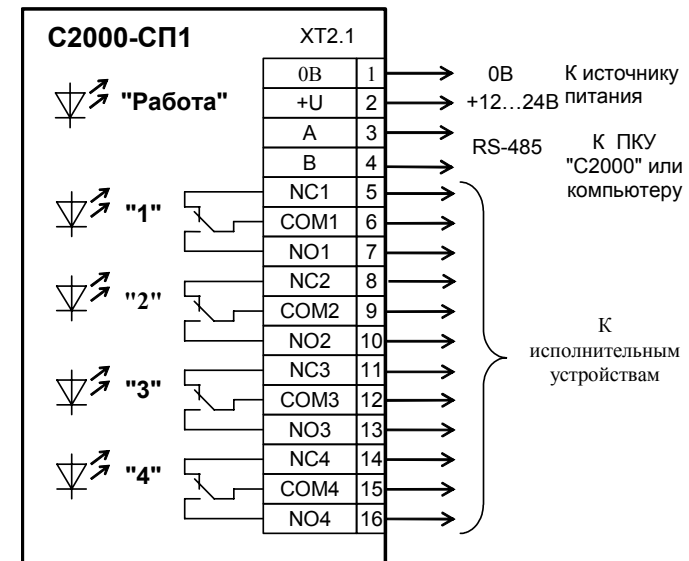 С2000-СП1 ХТ2.1
0В 1 0В К источнику
"Работа" +U 2 +12…24В питания
А 3
RS-485 К ПКУ
В 4 "С2000" или
NC1 5 компьютеру
"1" COM1 6
NO1 7
NC2 8
"2" COM2 9
NO2 10
К
исполнительным
устройствам
NC3 11
"3" COM3 12
NO3 13
NC4 14
"4" COM4 15
NO4 16